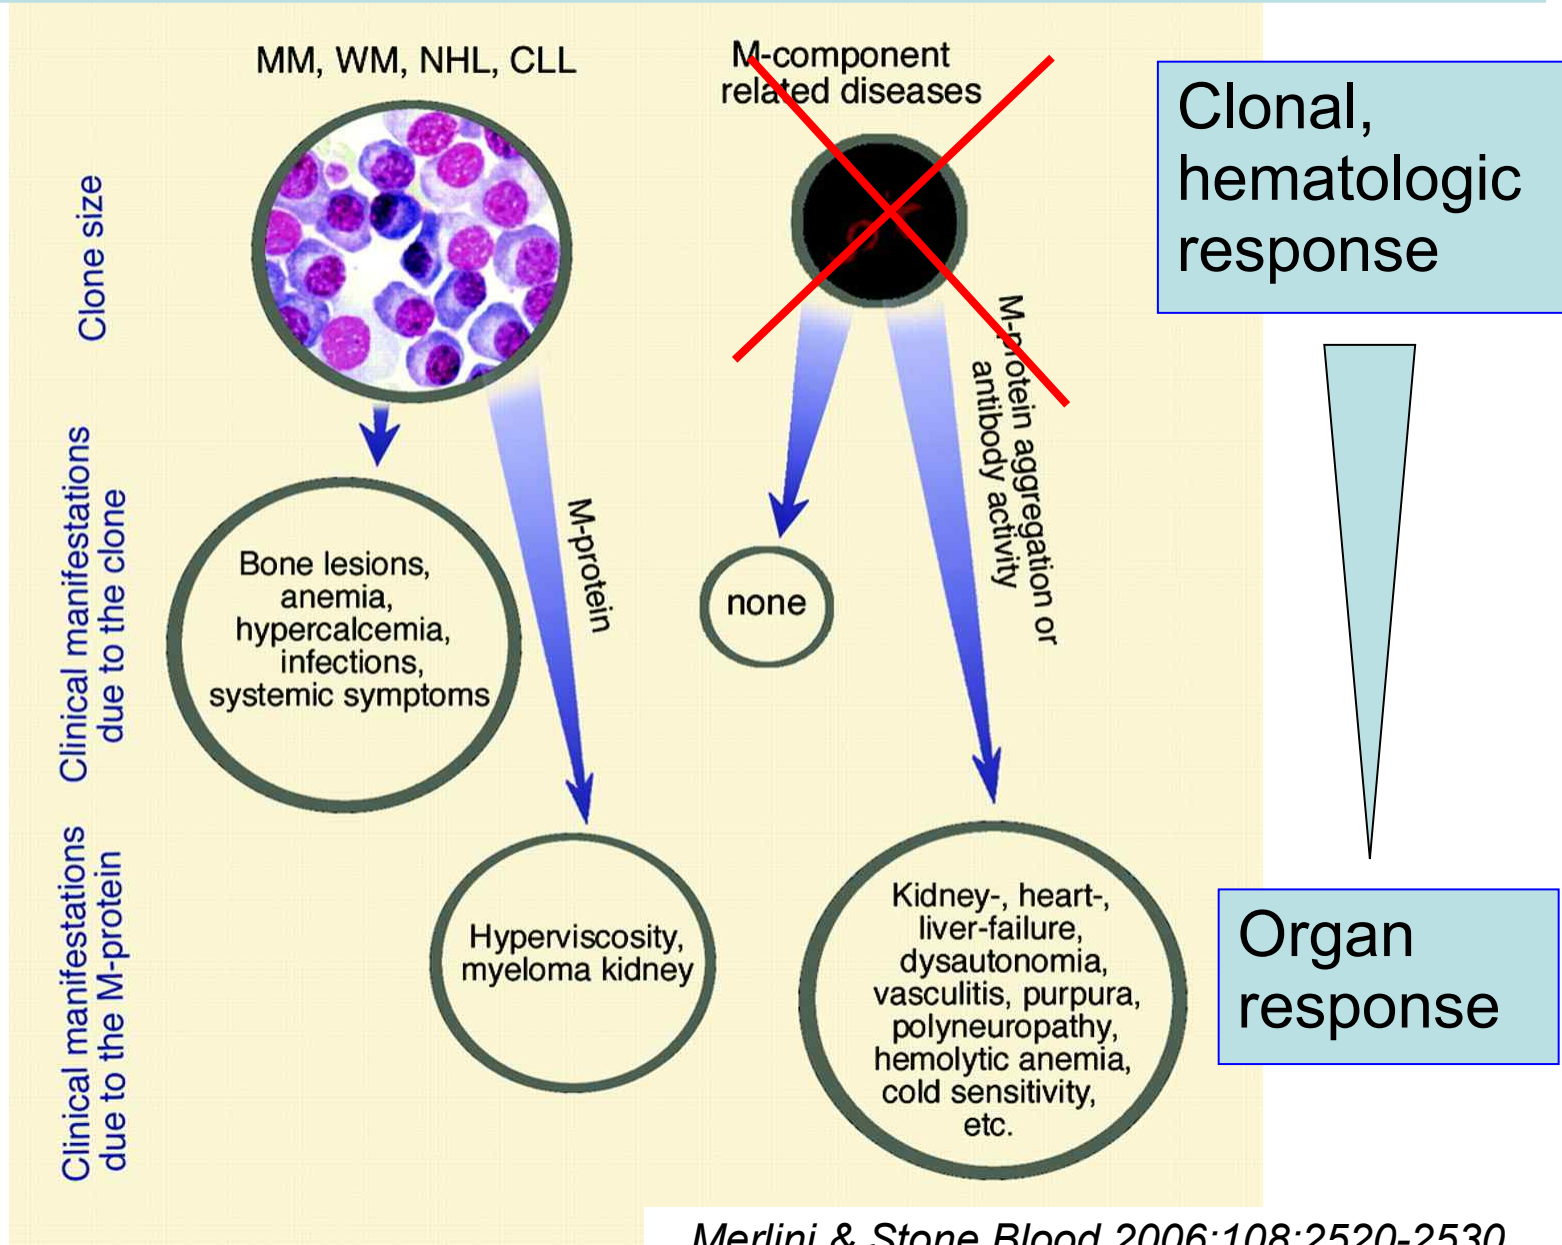 MM, WM, NHL, CLL
M-component
related diseases
Clonal,
hematologic
response
Clone size
M-protein aggregation or
antibody activity
Clinical manifestations
due to the clone
Bone lesions,
anemia,
hypercalcemia,
infections,
systemic symptoms
M-protein
none
Clinical manifestations
due to the M-protein
Hyperviscosity,
myeloma kidney
Kidney-, heart-,
liver-failure,
dysautonomia,
vasculitis, purpura,
polyneuropathy,
hemolytic anemia,
cold sensitivity,
etc.
Organ
response
Merlini & Stone Blood 2006;108:2520-2530